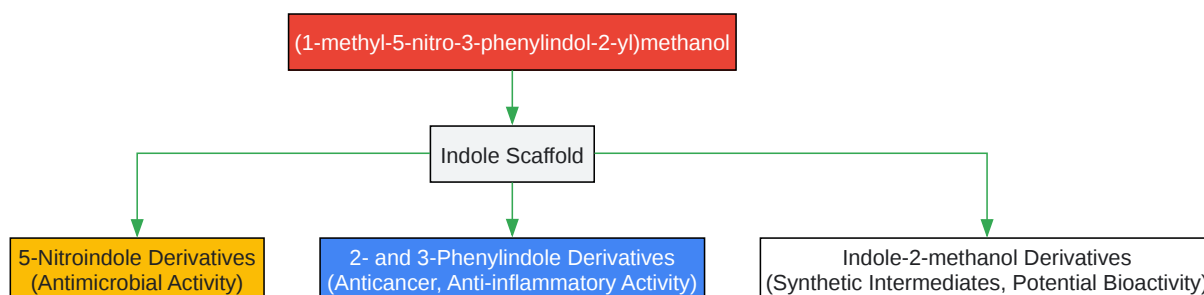 (1-methyl-5-nitro-3-phenylindol-2-yl)methanol
Indole Scaffold
5-Nitroindole Derivatives
(Antimicrobial Activity)
2- and 3-Phenylindole Derivatives
(Anticancer, Anti-inflammatory Activity)
Indole-2-methanol Derivatives
(Synthetic Intermediates, Potential Bioactivity)